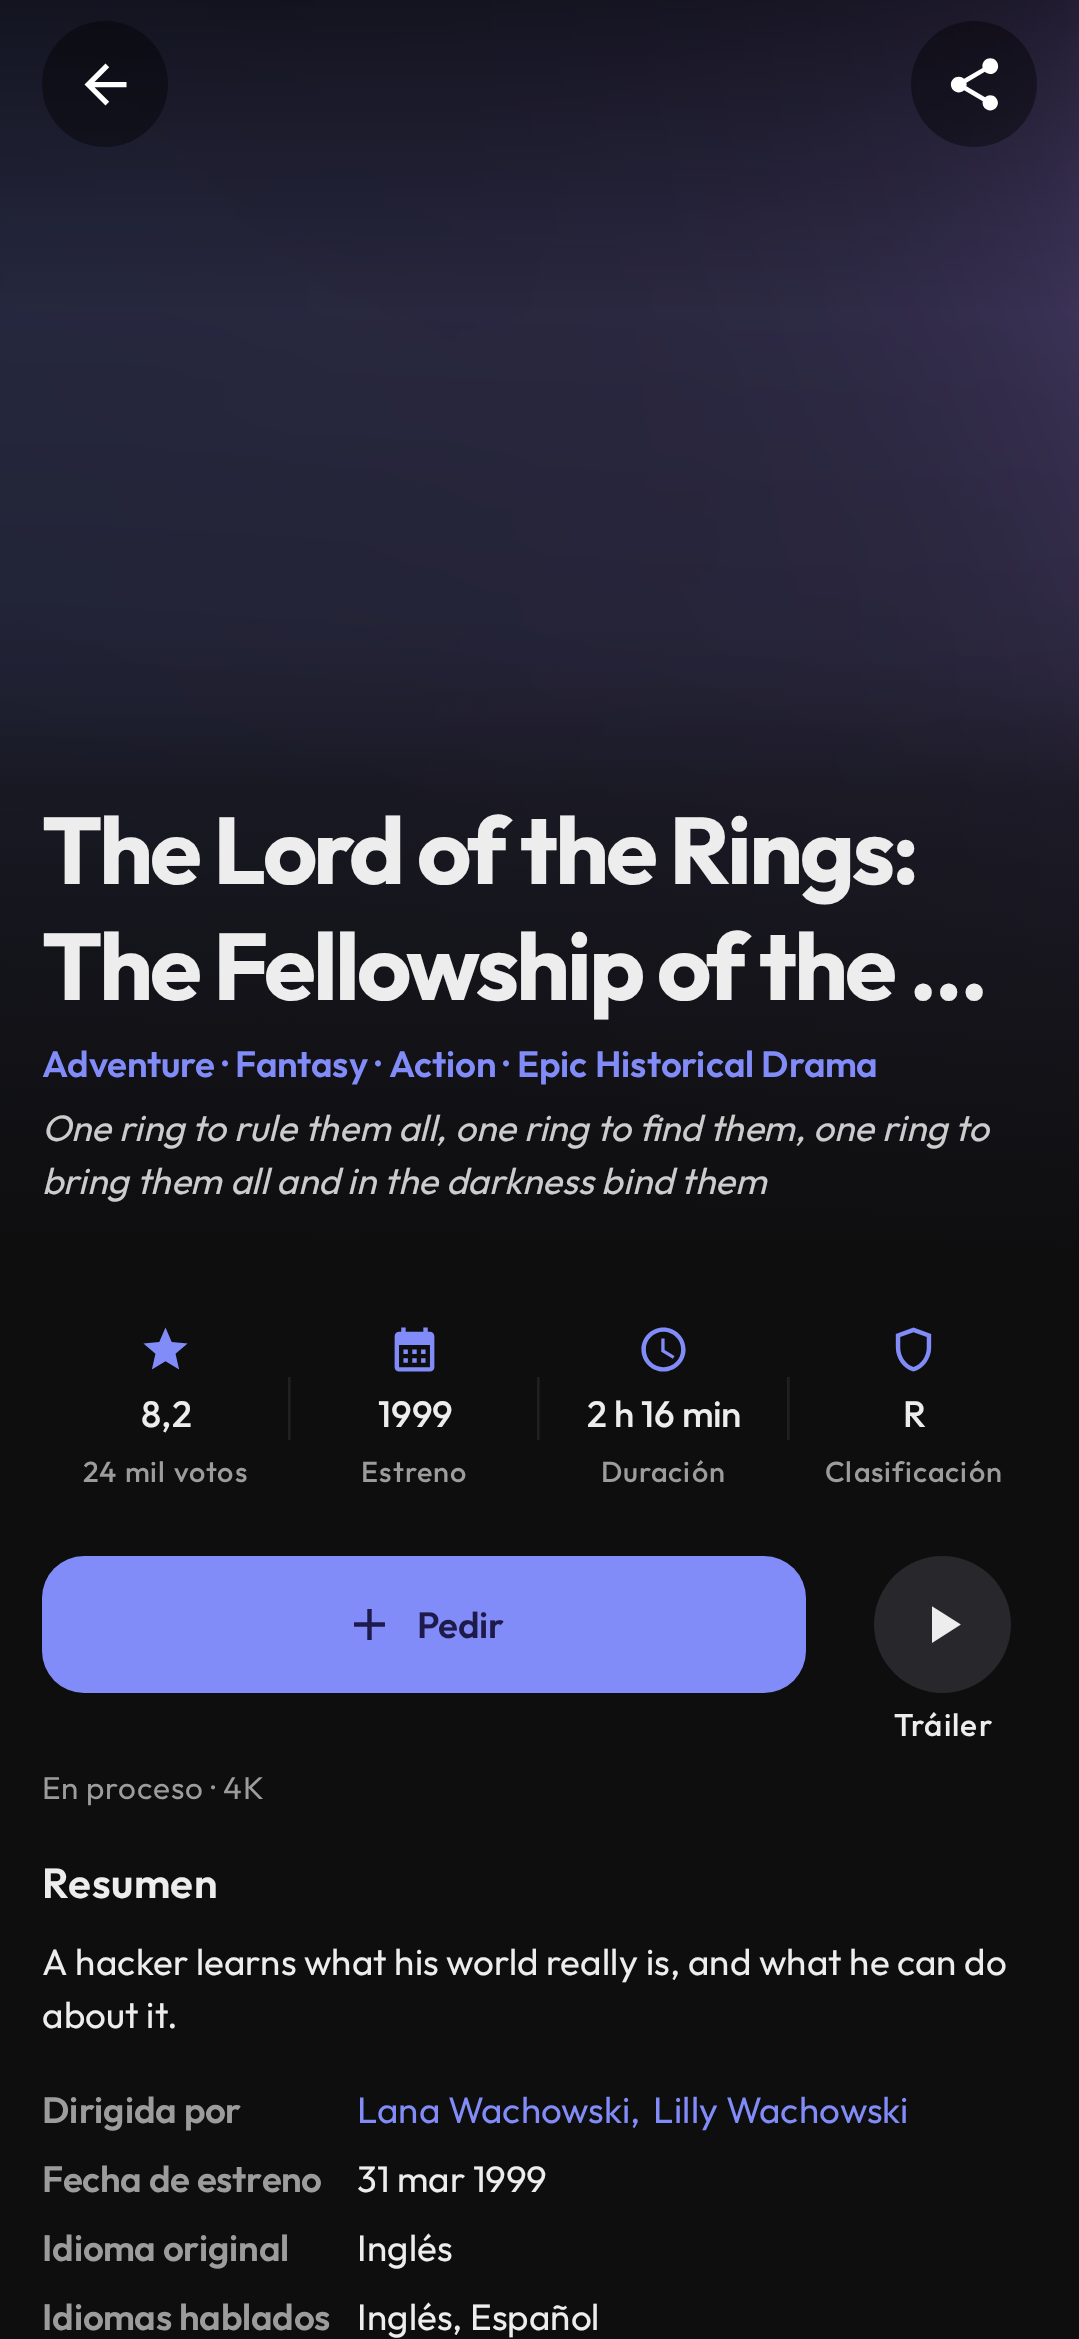 The Lord of the Rings:
The Fellowship of the ...
Adventure · Fantasy · Action · Epic Historical Drama
One ring to rule them all, one ring to find them, one ring to
bring them all and in the darkness bind them
8,2
24 mil votos
1999
Estreno
2 h 16 min
Duración
R
Clasificación
+ Pedir
Tráiler
En proceso · 4K
Resumen
A hacker learns what his world really is, and what he can do
about it.
Dirigida por Lana Wachowski, Lilly Wachowski
Fecha de estreno 31 mar 1999
Idioma original Inglés
Idiomas hablados Inglés, Español